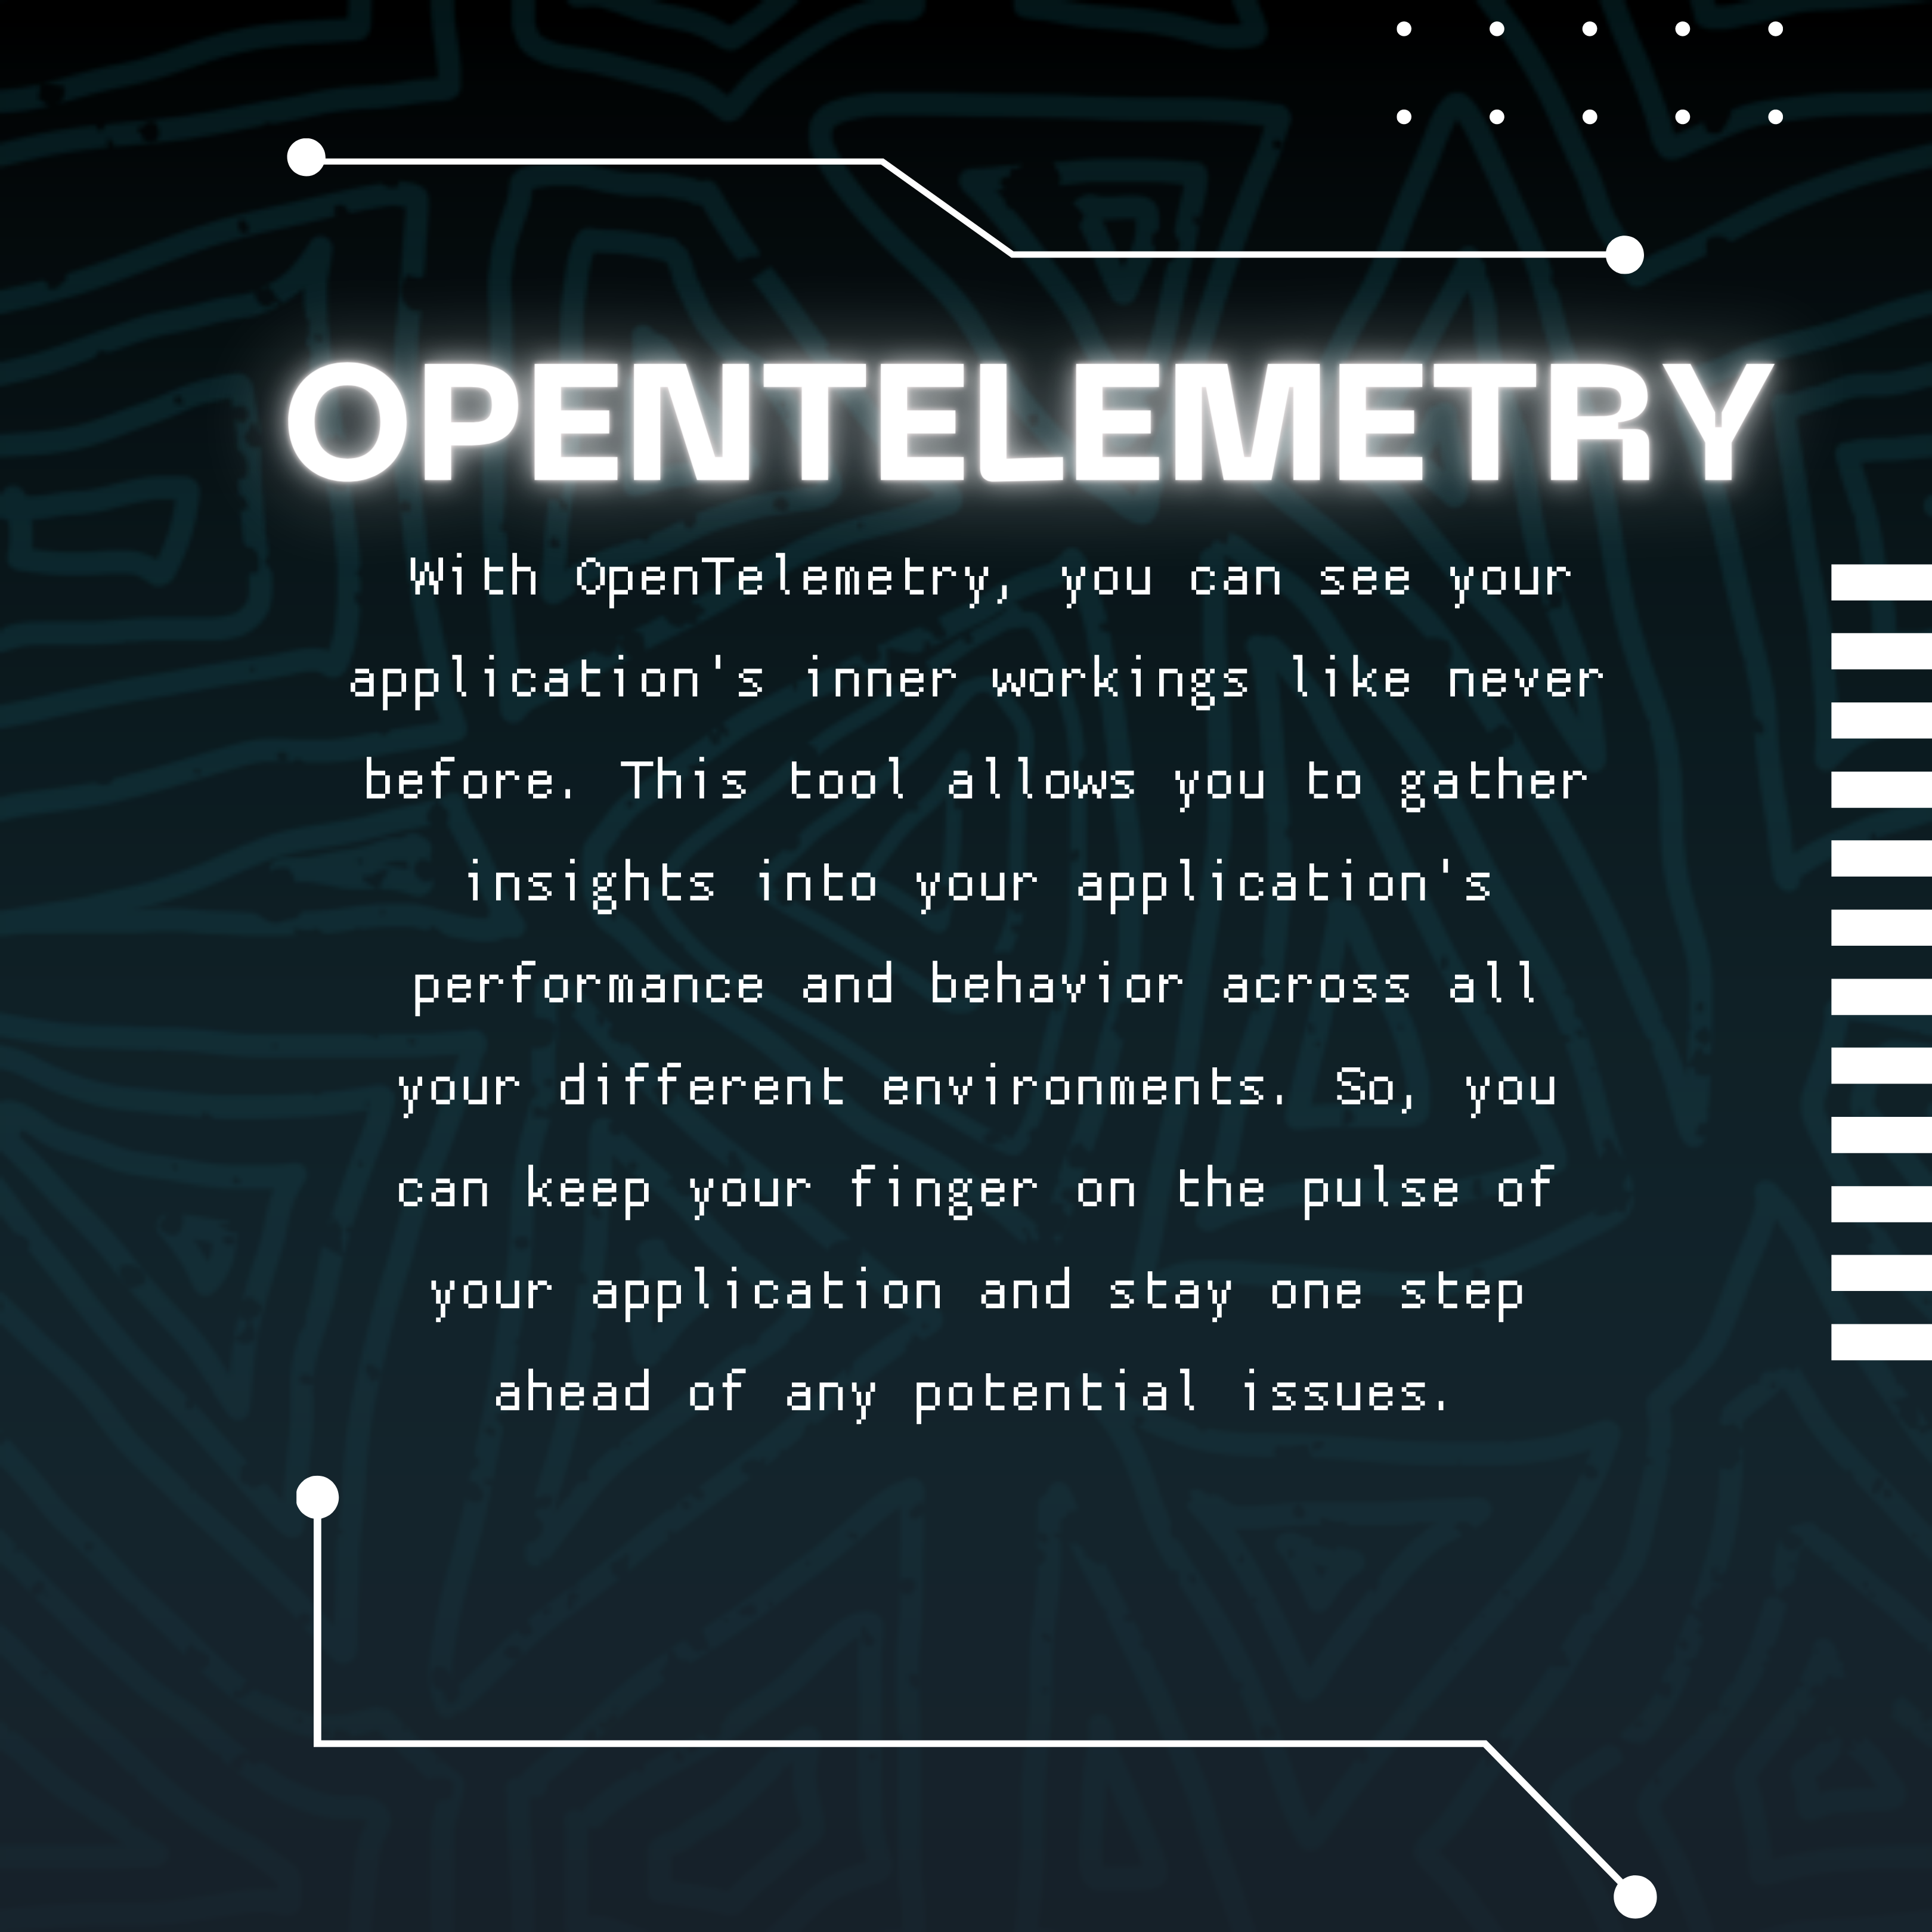 OPENTELEMETRY
With OpenTelemetry, you can see your
application's inner workings like never
before. This tool allows you to gather
insights into your application's
performance and behavior across all
your different environments. So, you
can keep your finger on the pulse of
your application and stay one step
ahead of any potential issues.